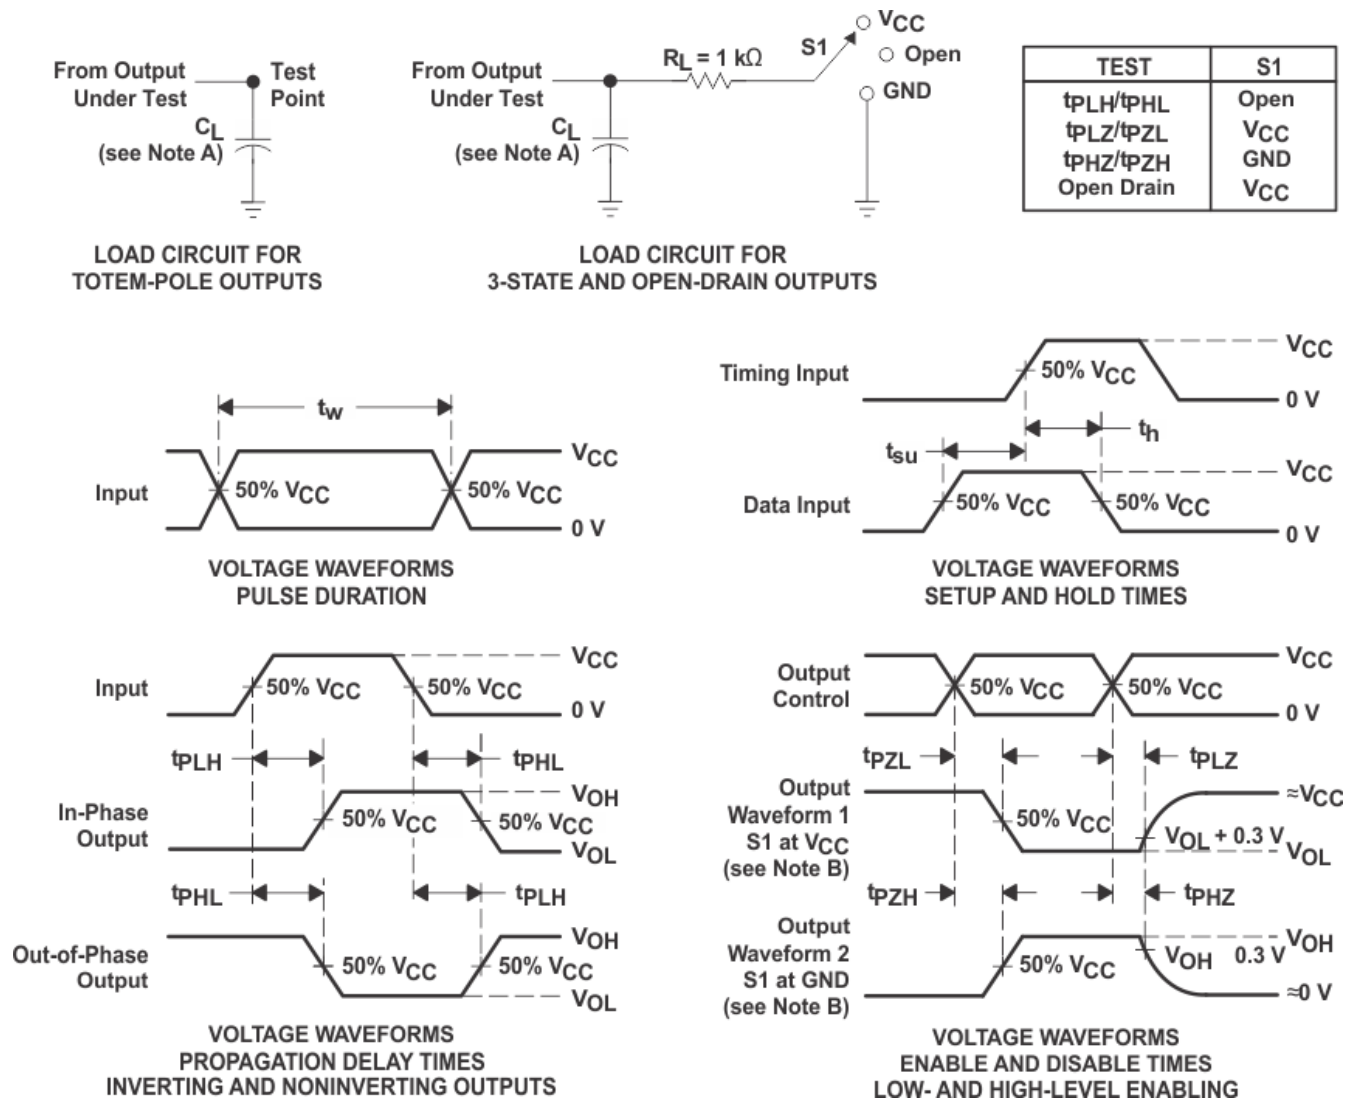 From Output
Under Test
Test
Point
CL
(see Note A)
LOAD CIRCUIT FOR
TOTEM-POLE OUTPUTS
From Output
Under Test
CL
(see Note A)
RL = 1 kΩ
S1
VCC
Open
GND
LOAD CIRCUIT FOR
3-STATE AND OPEN-DRAIN OUTPUTS
TEST S1
tPLH/tPHL Open
tPLZ/tPZL VCC
tPHZ/tPZH GND
Open Drain VCC
tw
Input
50% VCC
50% VCC
VCC
0 V
VOLTAGE WAVEFORMS
PULSE DURATION
Timing Input
50% VCC
VCC
0 V
th
tsu
Data Input
50% VCC
50% VCC
VCC
0 V
VOLTAGE WAVEFORMS
SETUP AND HOLD TIMES
Input
50% VCC
50% VCC
VCC
0 V
tPLH
tPHL
In-Phase
Output
50% VCC
50% VCC
VOH
VOL
tPHL
tPLH
Out-of-Phase
Output
50% VCC
50% VCC
VOH
VOL
VOLTAGE WAVEFORMS
PROPAGATION DELAY TIMES
INVERTING AND NONINVERTING OUTPUTS
Output
Control
50% VCC
50% VCC
VCC
0 V
tPZL
tPLZ
Output
Waveform 1
S1 at VCC
(see Note B)
50% VCC
VOL + 0.3 V
≈VCC
VOL
tPZH
tPHZ
Output
Waveform 2
S1 at GND
(see Note B)
50% VCC
VOH 0.3 V
VOH
≈0 V
VOLTAGE WAVEFORMS
ENABLE AND DISABLE TIMES
LOW- AND HIGH-LEVEL ENABLING